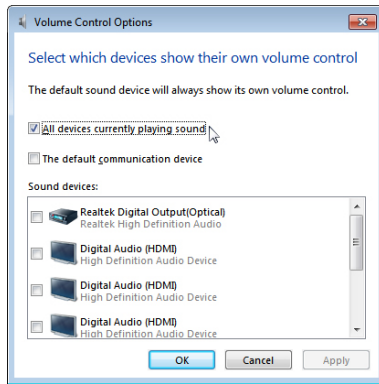 Volume Control Options
Select which devices show their own volume control
The default sound device will always show its own volume control.
All devices currently playing sound
The default communication device
Sound devices:
Realtek Digital Output(Optical)
Realtek High Definition Audio
Digital Audio (HDMI)
High Definition Audio Device
Digital Audio (HDMI)
High Definition Audio Device
Digital Audio (HDMI)
High Definition Audio Device
OK Cancel Apply